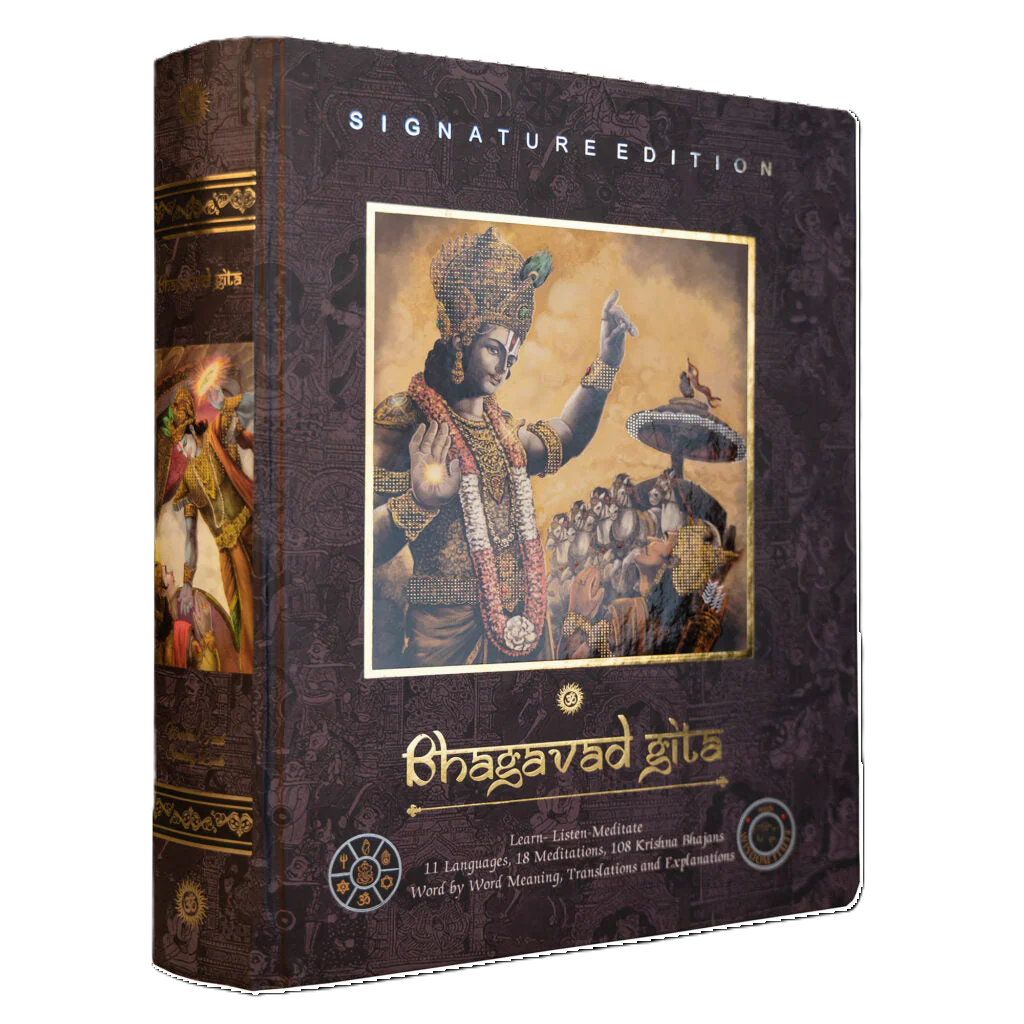 SIGNATURE EDITION
Bhagavad gita
Bhagavad gita
Learn- Listen-Meditate
11 Languages, 18 Meditations, 108 Krishna Bhajans
Word by Word Meaning, Translations and Explanations
ॐ
ॐ